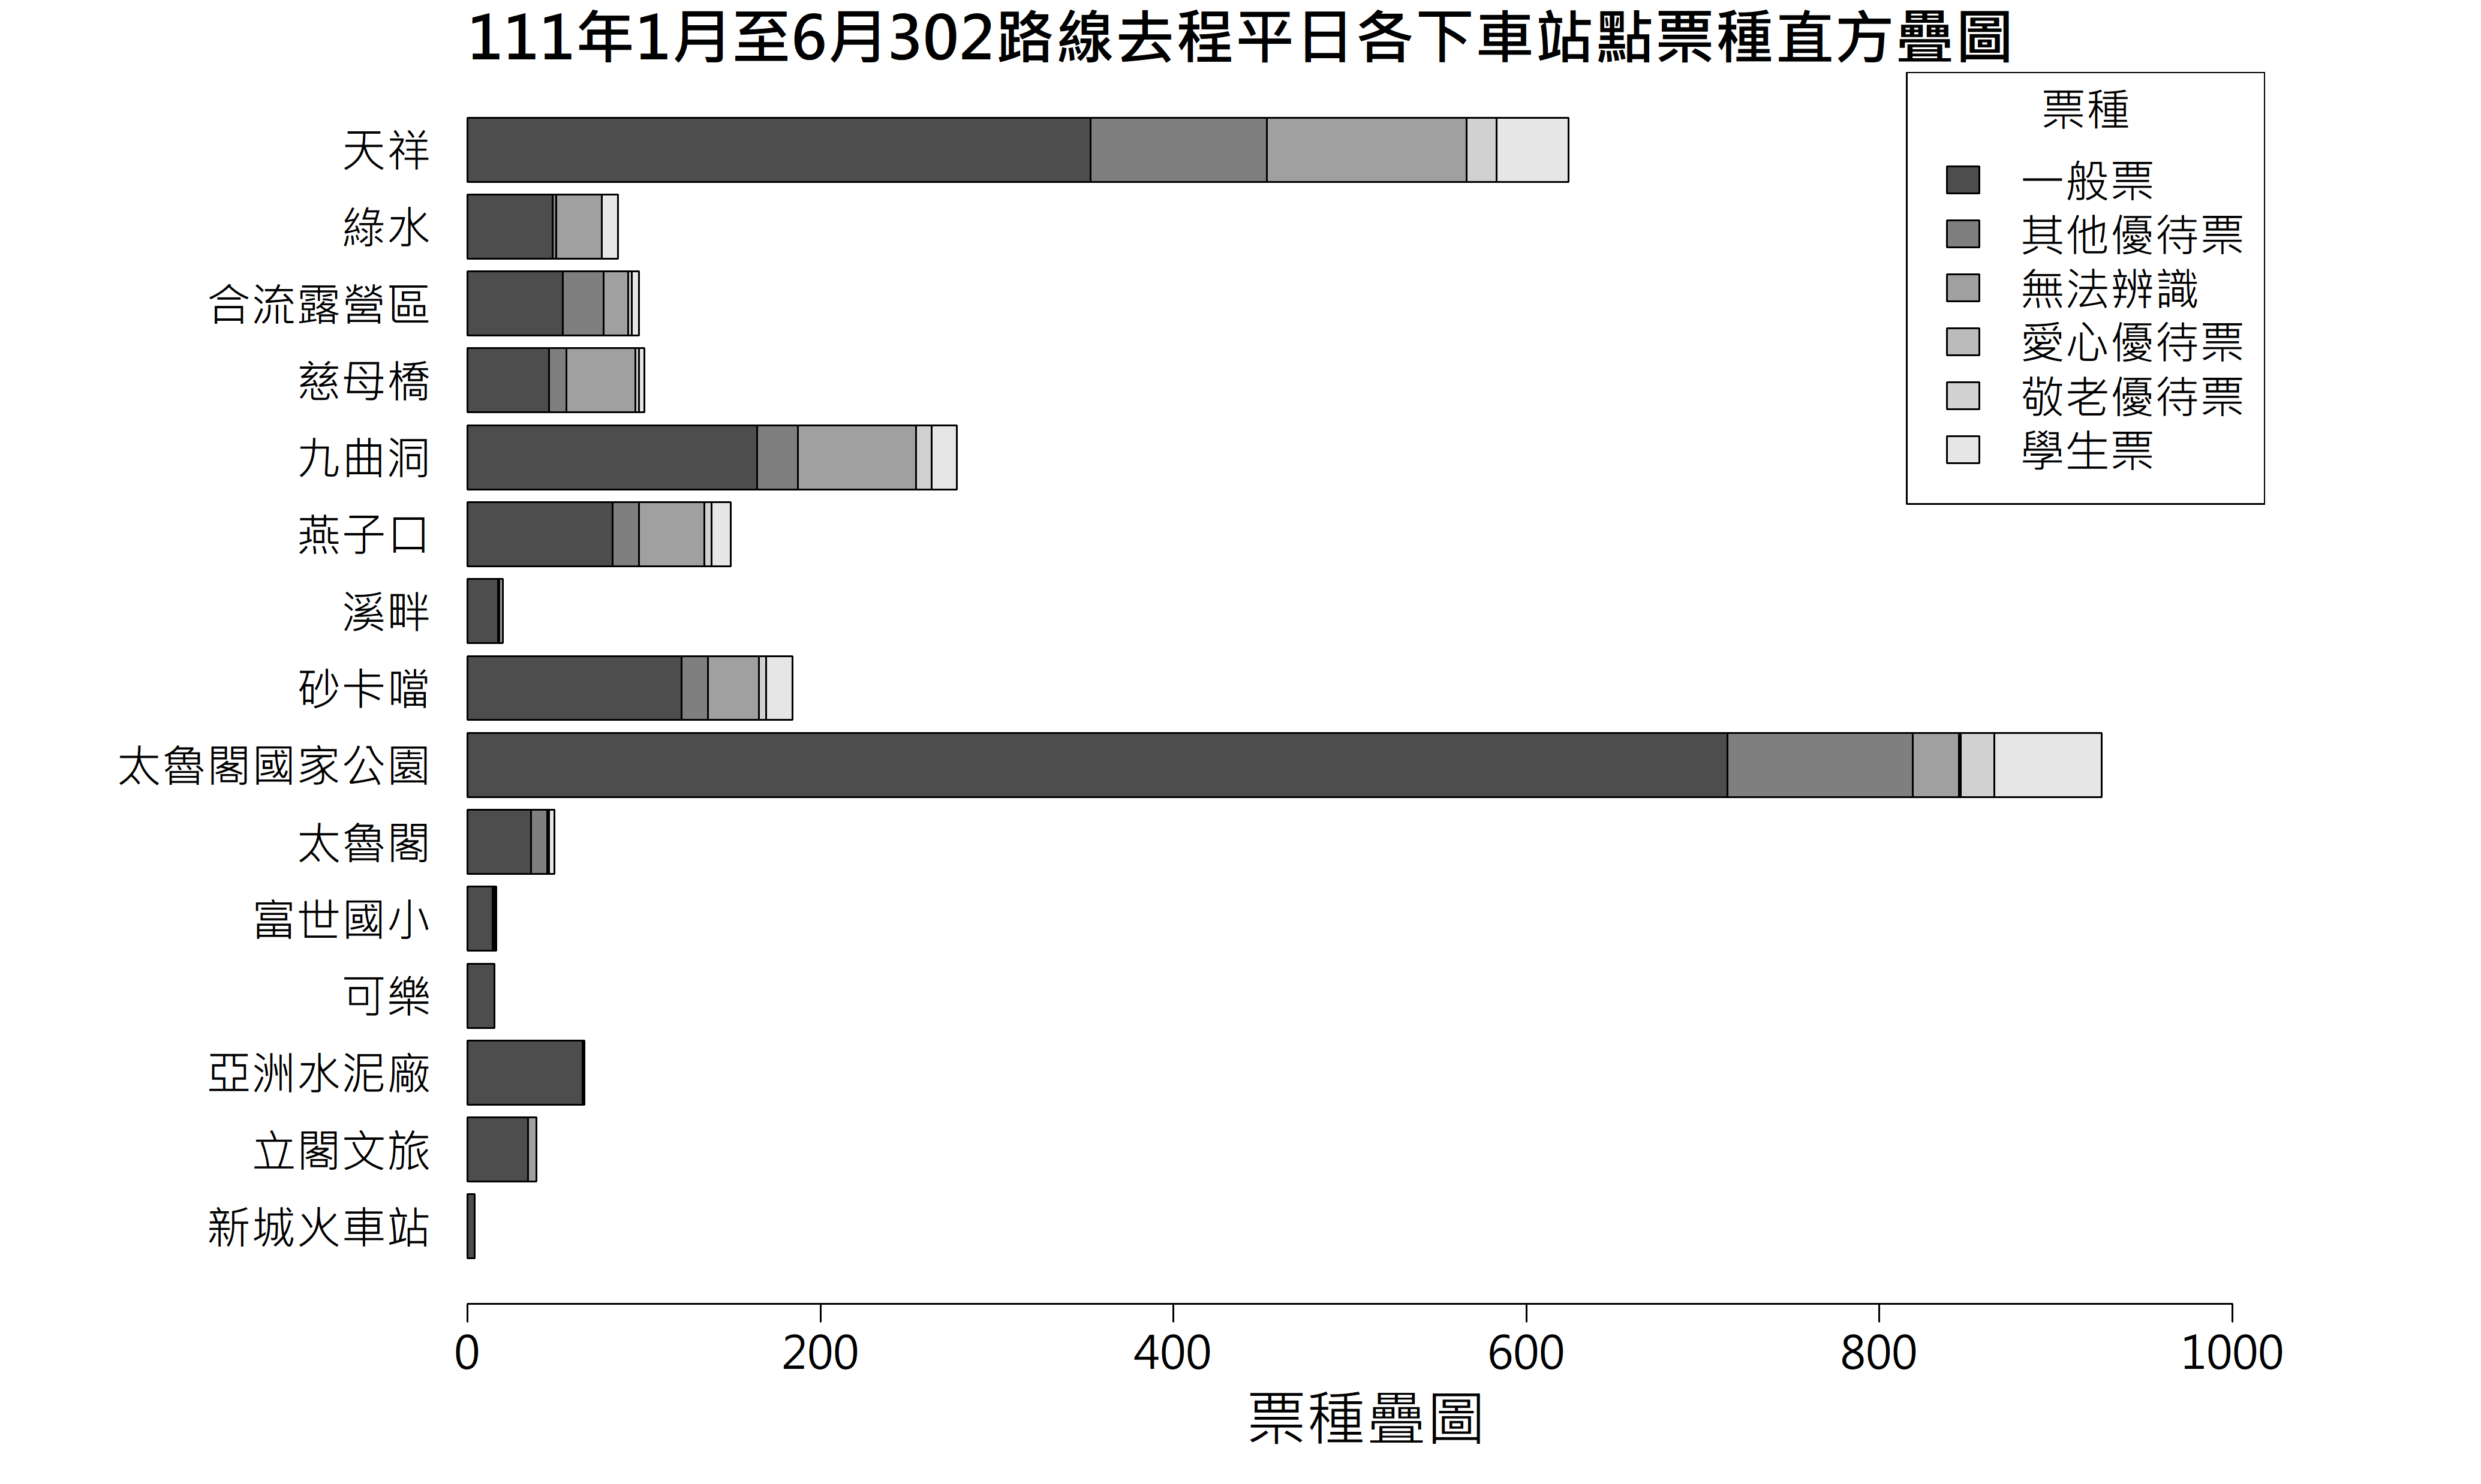 111年1月至6月302路線去程平日各下車站點票種直方疊圖
票種
一般票
其他優待票
無法辨識
愛心優待票
敬老優待票
學生票
天祥
綠水
合流露營區
慈母橋
九曲洞
燕子口
溪畔
砂卡噹
太魯閣國家公園
太魯閣
富世國小
可樂
亞洲水泥廠
立閣文旅
新城火車站
0 200 400 600 800 1000
票種疊圖